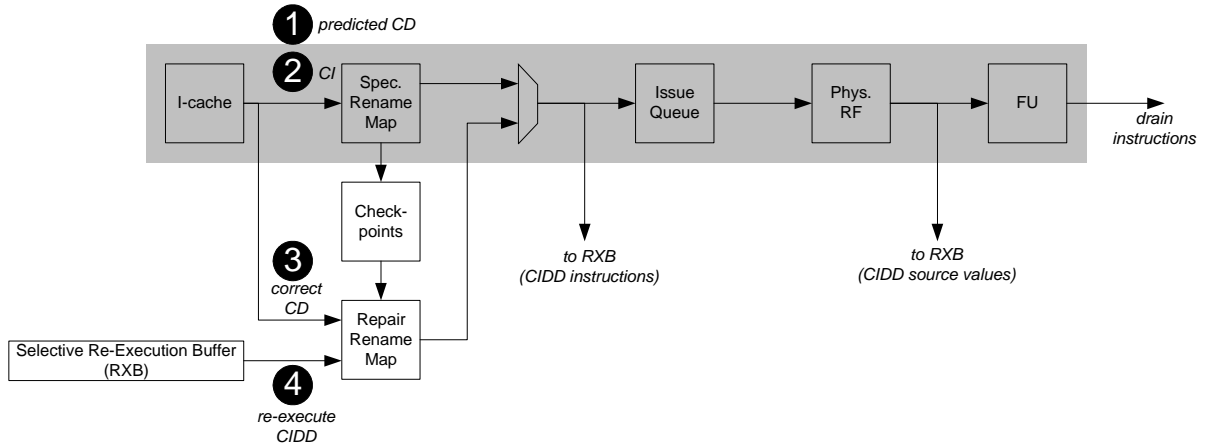 1 predicted CD
2 CI
I-cache
Spec.
Rename
Map
Issue
Queue
Phys.
RF
FU
drain
instructions
Check-
points
to RXB
(CIDD instructions)
to RXB
(CIDD source values)
3
correct
CD
Repair
Rename
Map
Selective Re-Execution Buffer
(RXB)
4
re-execute
CIDD